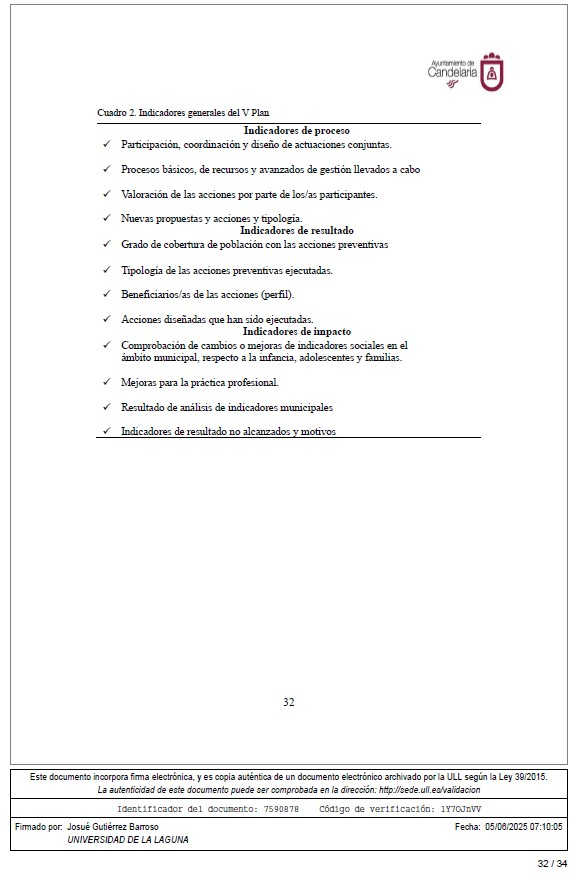 Ayuntamiento de
Candelaria
Cuadro 2. Indicadores generales del V Plan
Indicadores de proceso
✓ Participación, coordinación y diseño de actuaciones conjuntas.
✓ Procesos básicos, de recursos y avanzados de gestión llevados a cabo
✓ Valoración de las acciones por parte de los/as participantes.
✓ Nuevas propuestas y acciones y tipología.
Indicadores de resultado
✓ Grado de cobertura de población con las acciones preventivas
✓ Tipología de las acciones preventivas ejecutadas.
✓ Beneficiarios/as de las acciones (perfil).
✓ Acciones diseñadas que han sido ejecutadas.
Indicadores de impacto
✓ Comprobación de cambios o mejoras de indicadores sociales en el
ámbito municipal, respecto a la infancia, adolescentes y familias.
✓ Mejoras para la práctica profesional.
✓ Resultado de análisis de indicadores municipales
✓ Indicadores de resultado no alcanzados y motivos
32
Este documento incorpora firma electrónica, y es copia auténtica de un documento electrónico archivado por la ULL según la Ley 39/2015.
La autenticidad de este documento puede ser comprobada en la dirección: http://sede.ull.es/validacion
Identificador del documento: 7590878 Código de verificación: lY7OJnVV
Firmado por: Josué Gutiérrez Barroso Fecha: 05/06/2025 07:10:05
UNIVERSIDAD DE LA LAGUNA
32 / 34